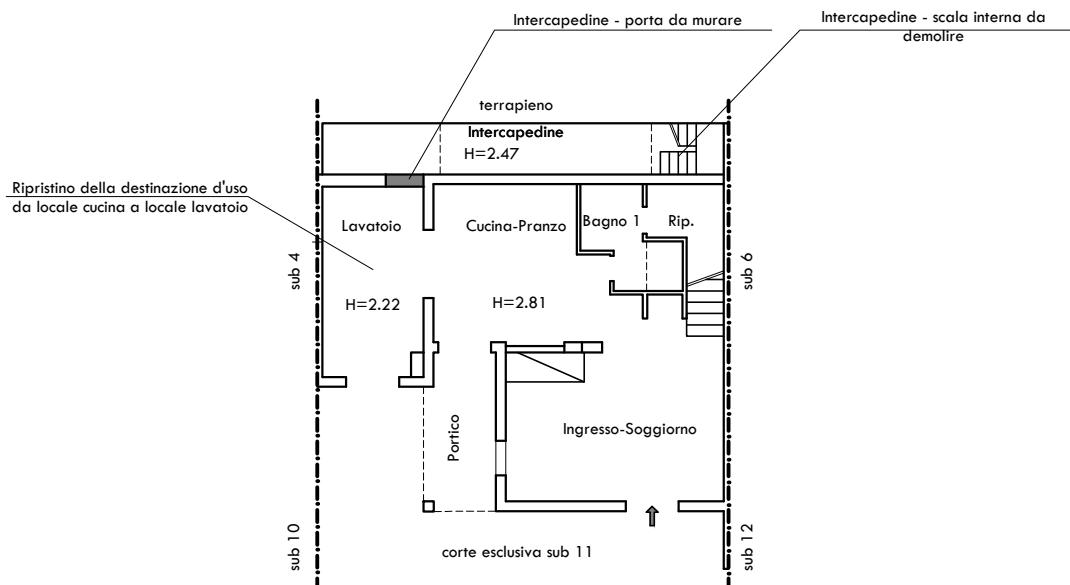 Intercapedine - porta da murare
Intercapedine - scala interna da
demolire
terrapieno
Intercapedine
H=2.47
Ripristino della destinazione d'uso
da locale cucina a locale lavatoio
Lavatoio
Cucina-Pranzo
Bagno 1
Rip.
sub 4
sub 6
H=2.22
H=2.81
Portico
Ingresso-Soggiorno
sub 10
corte esclusiva sub 11
sub 12